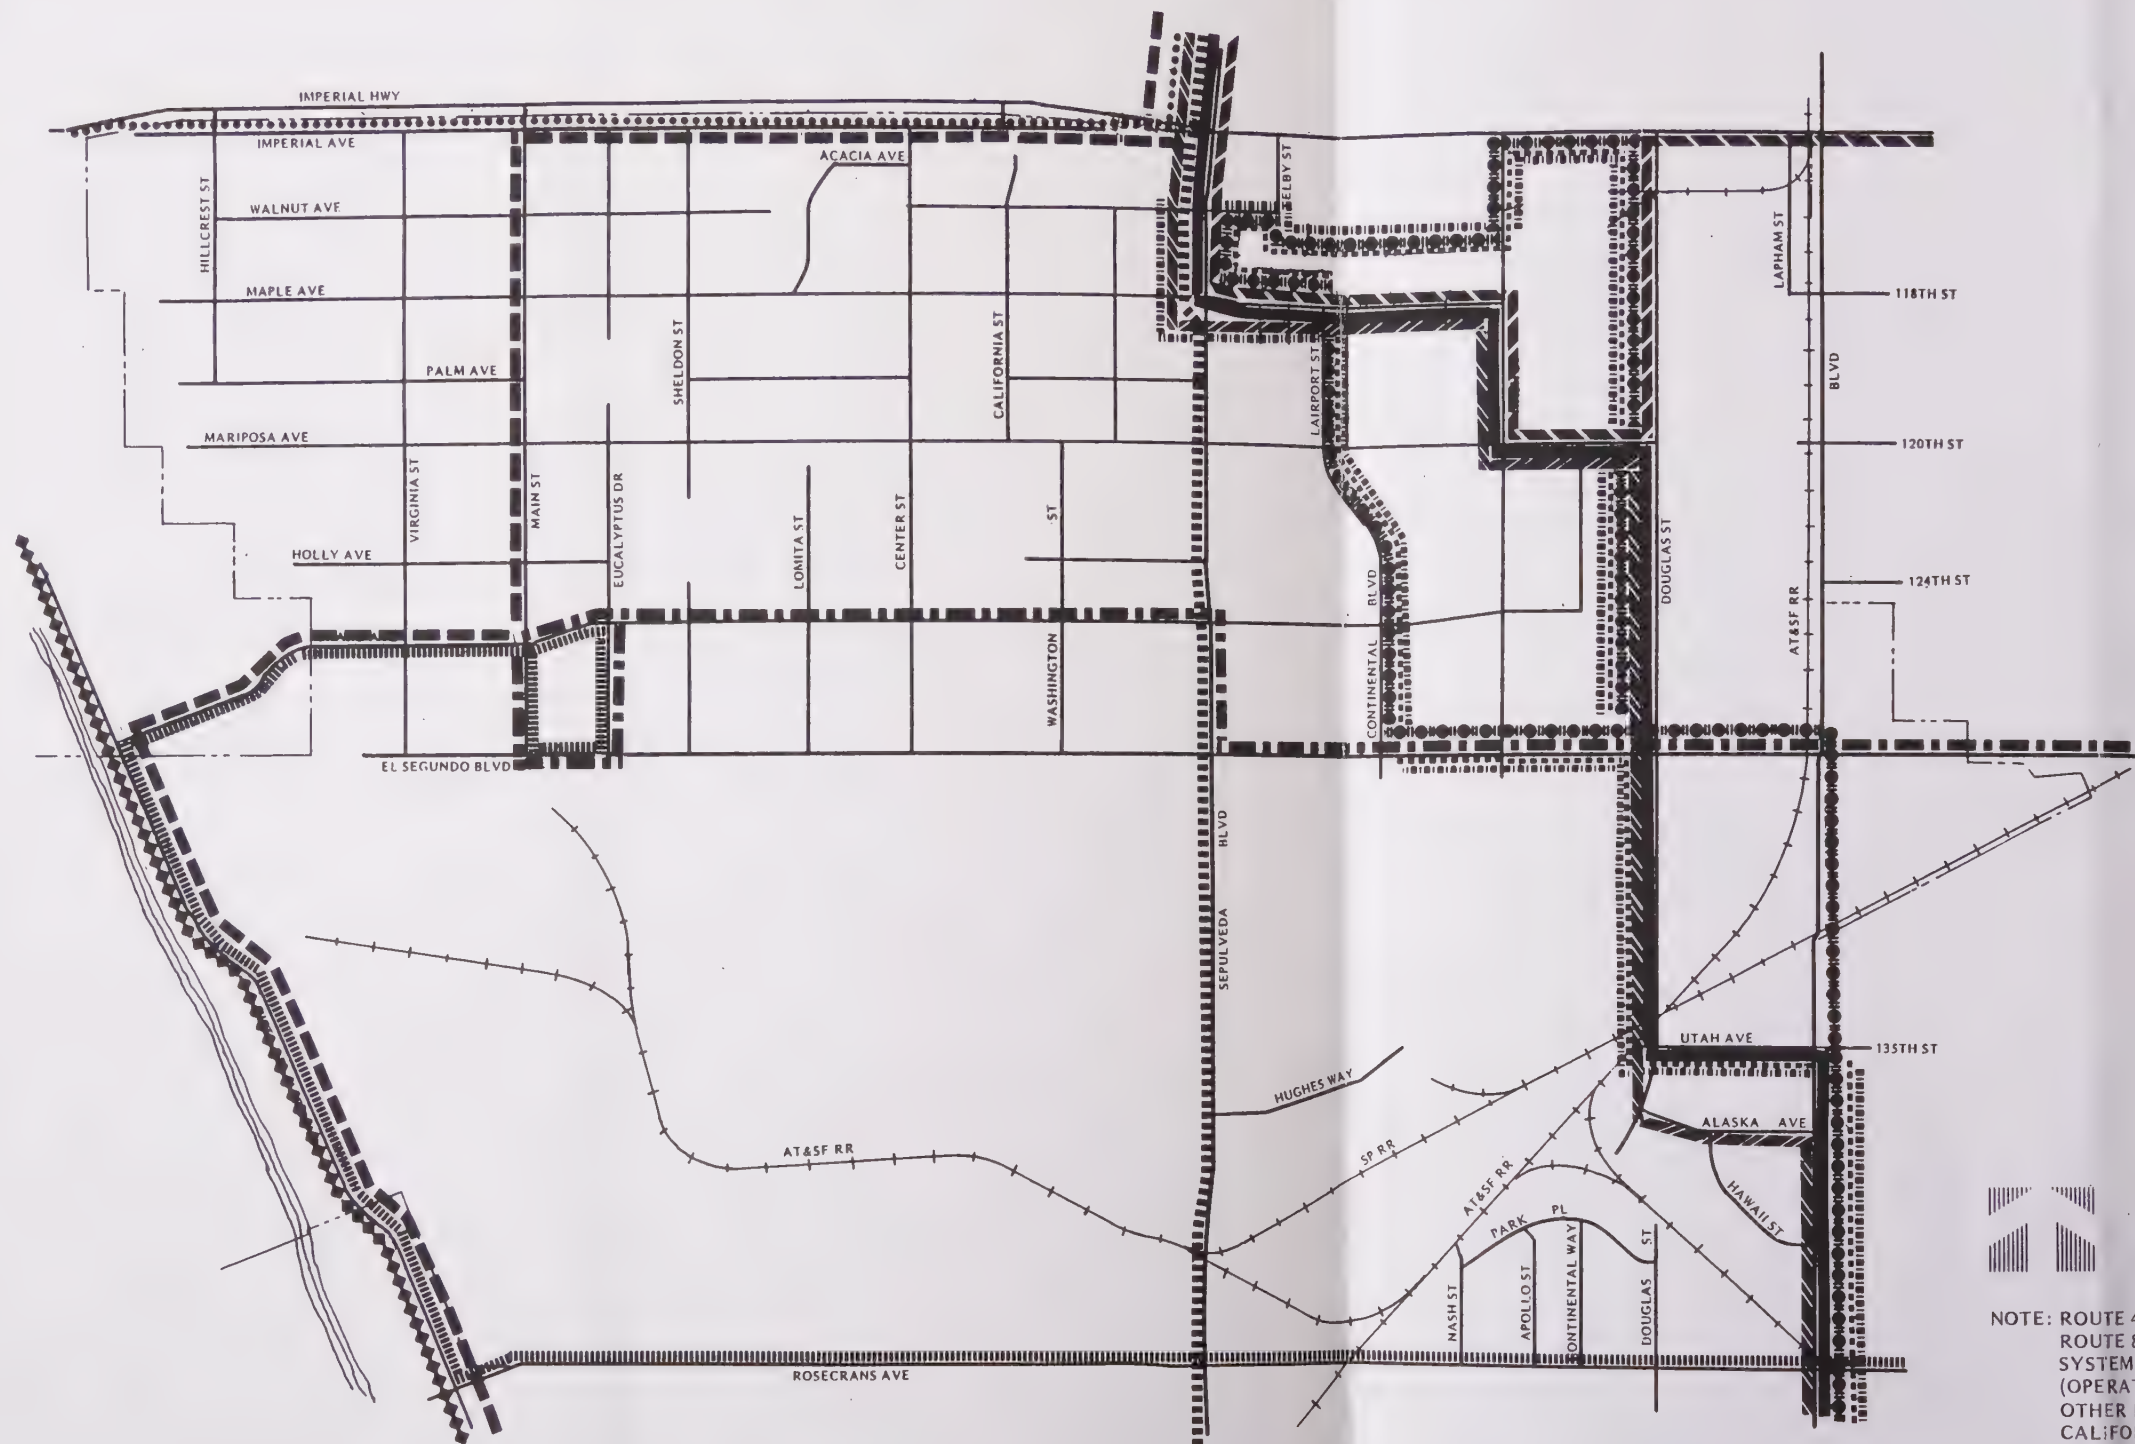 IMPERIAL HWY
IMPERIAL AVE
ACACIA AVE
SELBY ST
HILLCREST ST
WALNUT AVE
LAPHAM ST
MAPLE AVE
118TH ST
SHELDON ST
CALIFORNIA ST
LAIRPORT ST
BLVD
PALM AVE
MARIPOSA AVE
120TH ST
VIRGINIA ST
MAIN ST
EUCALYPTUS DR
LOMITA ST
CENTER ST
ST
DOUGLAS ST
HOLLY AVE
124TH ST
AT&SF RR
WASHINGTON
CONTINENTAL BLVD
EL SEGUNDO BLVD
SEPULVEDA BLVD
UTAH AVE
135TH ST
HUGHES WAY
ALASKA AVE
AT&SF RR
SP RR
AT&SF RR
HAWAII ST
PARK PL
NASH ST
APOLLO ST
CONTINENTAL WAY
DOUGLAS ST
ROSECRANS AVE
NOTE: ROUTE
ROUTE
SYSTEM
(OPERAT
OTHER
CALIFO